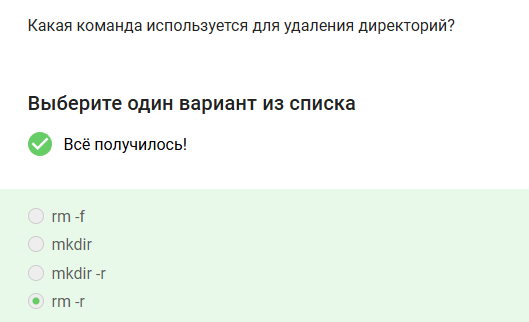 Какая команда используется для удаления директорий?
Выберите один вариант из списка
Всё получилось!
rm -f
mkdir
mkdir -r
rm -r